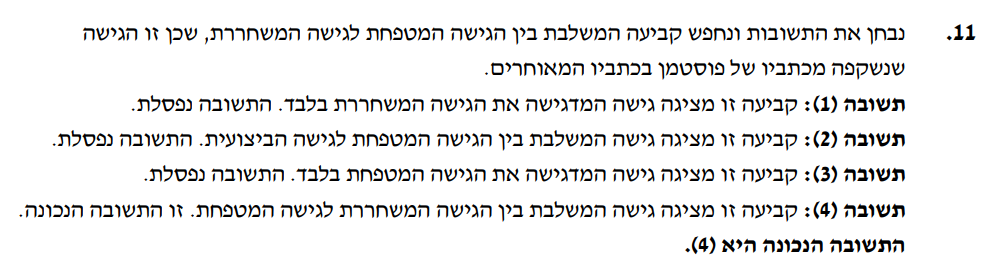 11. נבחן את התשובות ונחפש קביעה המשלבת בין הגישה המטפחת לגישה המשחררת, שכן זו הגישה
שנשקפה מכתביו של פוסטמן בכתביו המאוחרים.
תשובה (1): קביעה זו מציגה גישה המדגישה את הגישה המשחררת בלבד. התשובה נפסלת.
תשובה (2): קביעה זו מציגה גישה המשלבת בין הגישה המטפחת לגישה הביצועית. התשובה נפסלת.
תשובה (3): קביעה זו מציגה גישה המדגישה את הגישה המטפחת בלבד. התשובה נפסלת.
תשובה (4): קביעה זו מציגה גישה המשלבת בין הגישה המשחררת לגישה המטפחת. זו התשובה הנכונה.
התשובה הנכונה היא (4).